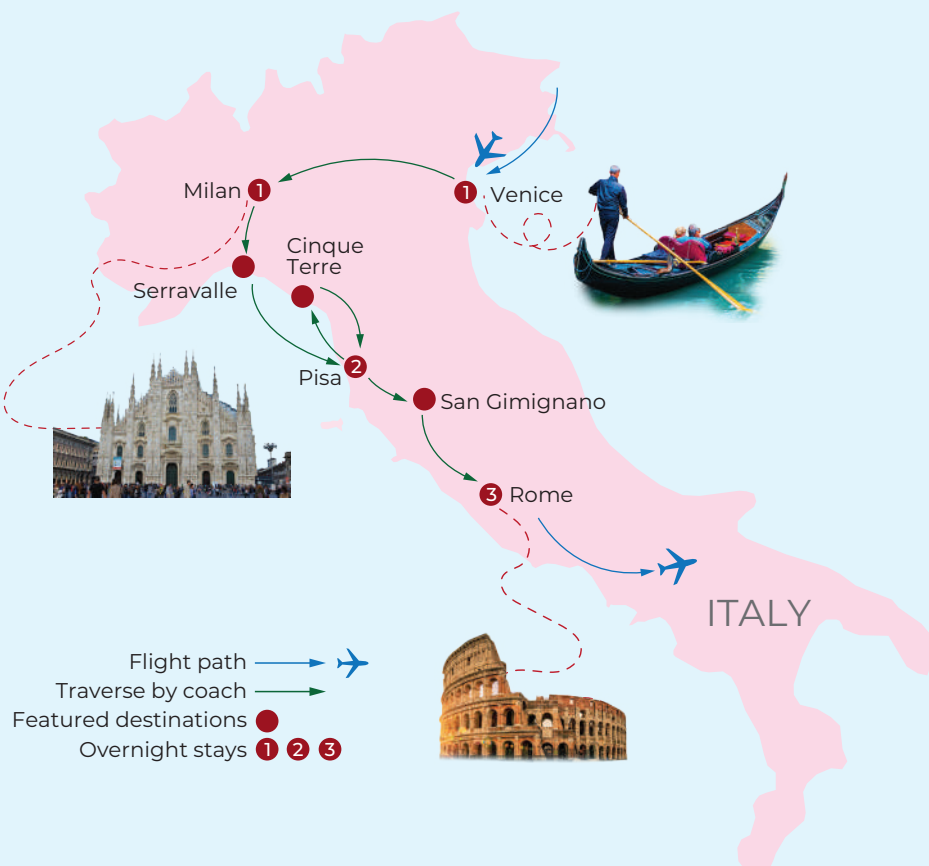 Milan 1
1 Venice
Cinque
Terre
Serravalle
2
Pisa
San Gimignano
3 Rome
ITALY
Flight path
Traverse by coach
Featured destinations
Overnight stays 1 2 3